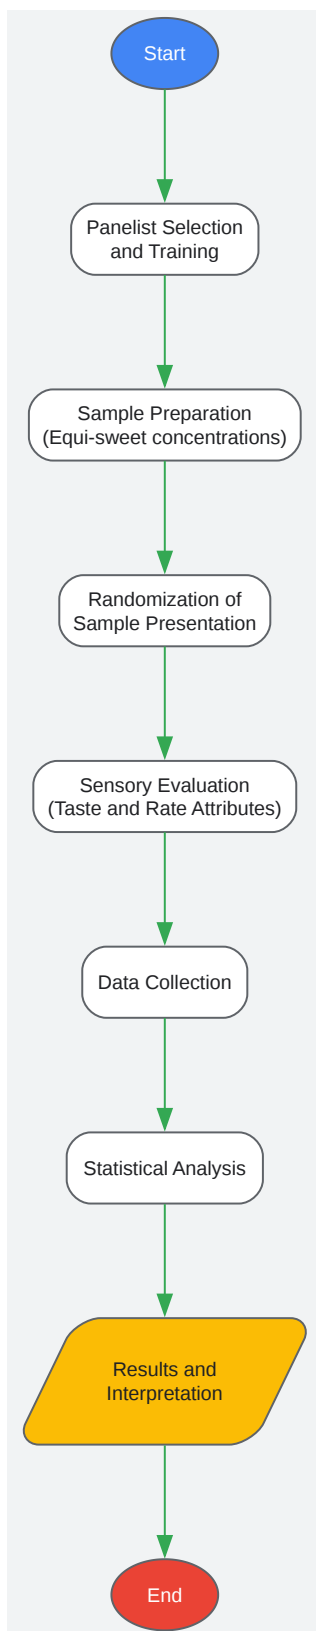 Start
Panelist Selection
and Training
Sample Preparation
(Equi-sweet concentrations)
Randomization of
Sample Presentation
Sensory Evaluation
(Taste and Rate Attributes)
Data Collection
Statistical Analysis
Results and
Interpretation
End